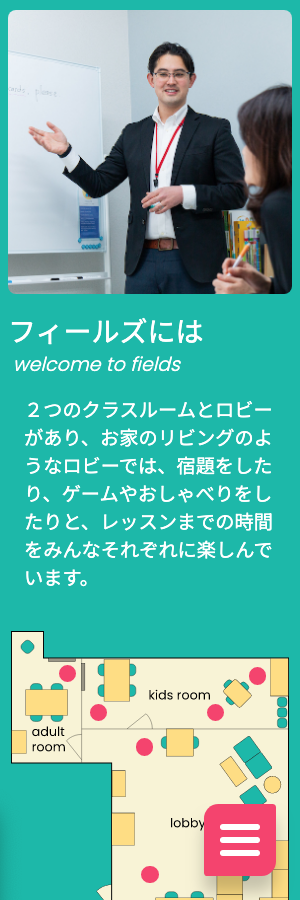 フィールズには
welcome to fields
２つのクラスルームとロビー
があり、お家のリビングのよ
うなロビーでは、宿題をした
り、ゲームやおしゃべりをし
たりと、レッスンまでの時間
をみんなそれぞれに楽しんで
います。
kids room
adult
room
lobby